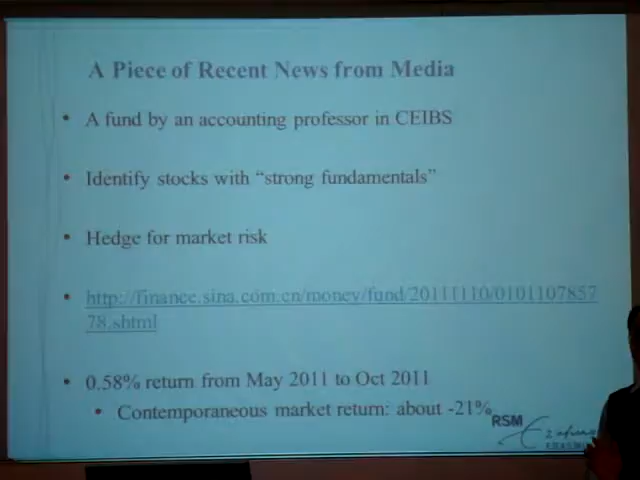 A Piece of Recent News from Media
• A fund by an accounting professor in CEIBS
• Identify stocks with “strong fundamentals”
• Hedge for market risk
• http://finance.sina.com.cn/money/fund/20111110/0101107857
78.shtml
• 0.58% return from May 2011 to Oct 2011
• Contemporaneous market return: about -21%
RSM